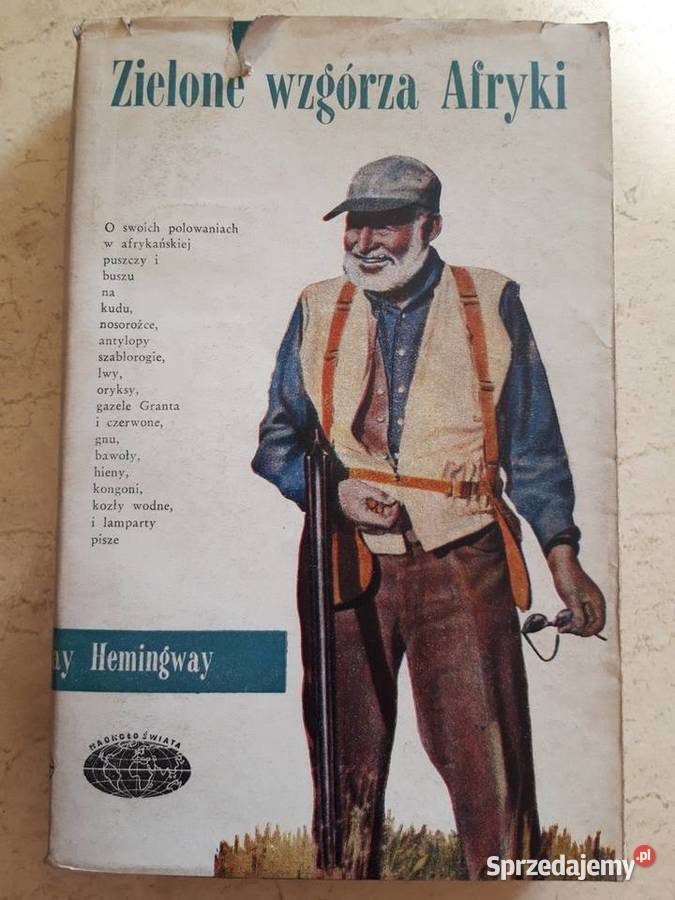 Zielone wzgórza Afryki
O swoich polowaniach
w afrykańskiej
puszczy i
buszu
na
kudu,
nosorożce,
antylopy
szablorogie,
lwy,
oryksy,
gazele Granta
i czerwone,
gnu,
bawoły,
hieny,
kongoni,
kozły wodne,
i lamparty
pisze
ay Hemingway
NAOKOŁO ŚWIATA
Sprzedajemy.pl